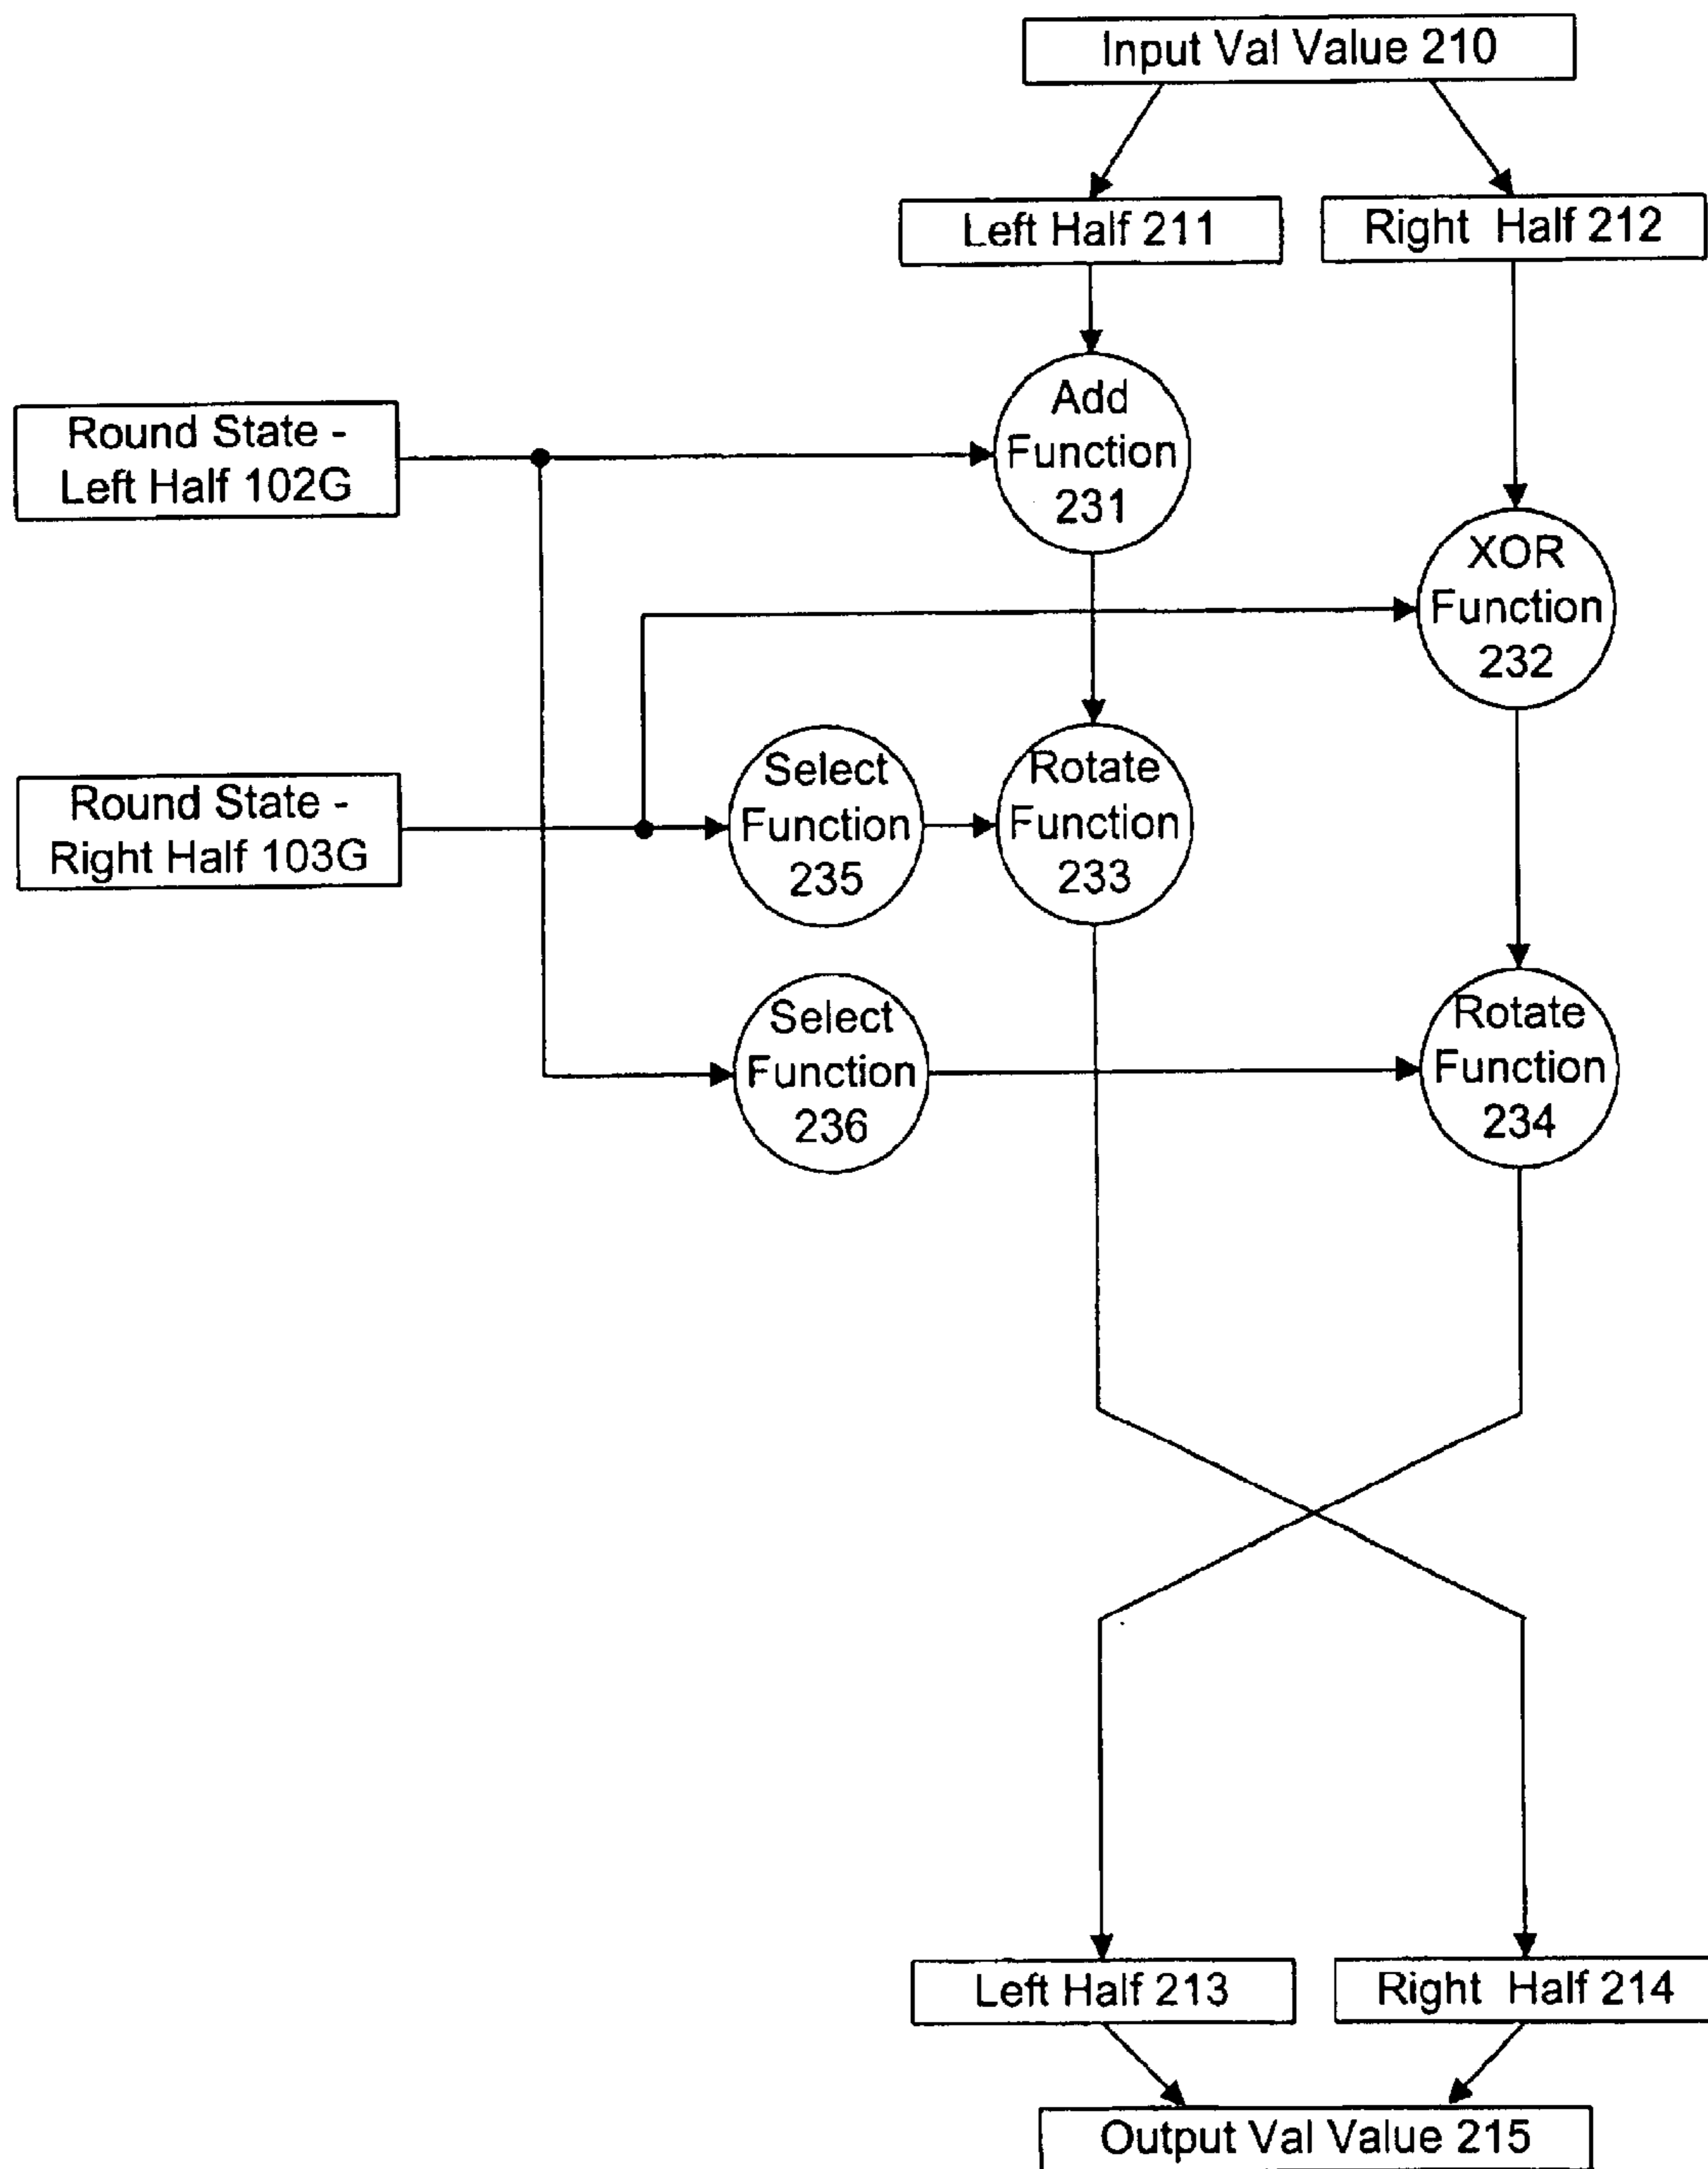 Input Val Value 210
Left Half 211
Right Half 212
Add
Function
231
Round State -
Left Half 102G
XOR
Function
232
Round State -
Right Half 103G
Select
Function
235
Rotate
Function
233
Select
Function
236
Rotate
Function
234
Left Half 213
Right Half 214
Output Val Value 215